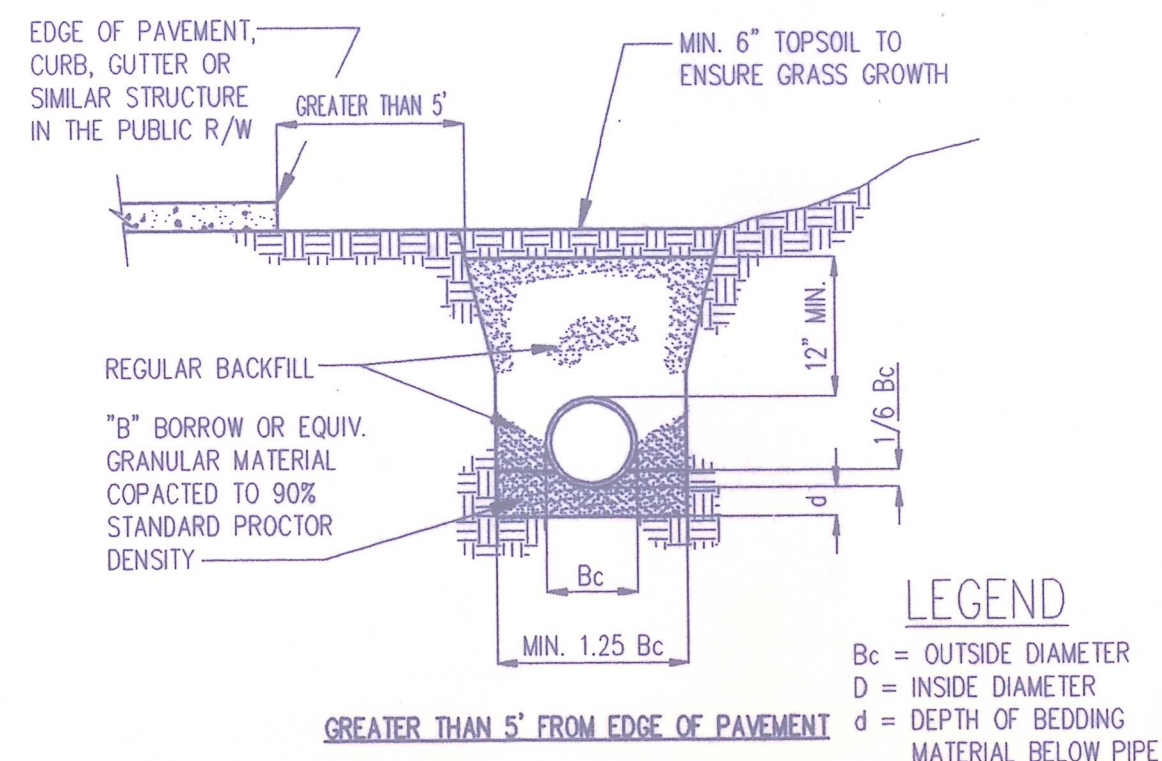 EDGE OF PAVEMENT,
CURB, GUTTER OR
SIMILAR STRUCTURE
IN THE PUBLIC R/W
GREATER THAN 5'
MIN. 6" TOPSOIL TO
ENSURE GRASS GROWTH
12" MIN.
1/6 Bc
d
REGULAR BACKFILL
"B" BORROW OR EQUIV.
GRANULAR MATERIAL
COPACTED TO 90%
STANDARD PROCTOR
DENSITY
Bc
MIN. 1.25 Bc
GREATER THAN 5' FROM EDGE OF PAVEMENT
LEGEND
Bc = OUTSIDE DIAMETER
D = INSIDE DIAMETER
d = DEPTH OF BEDDING
MATERIAL BELOW PIPE